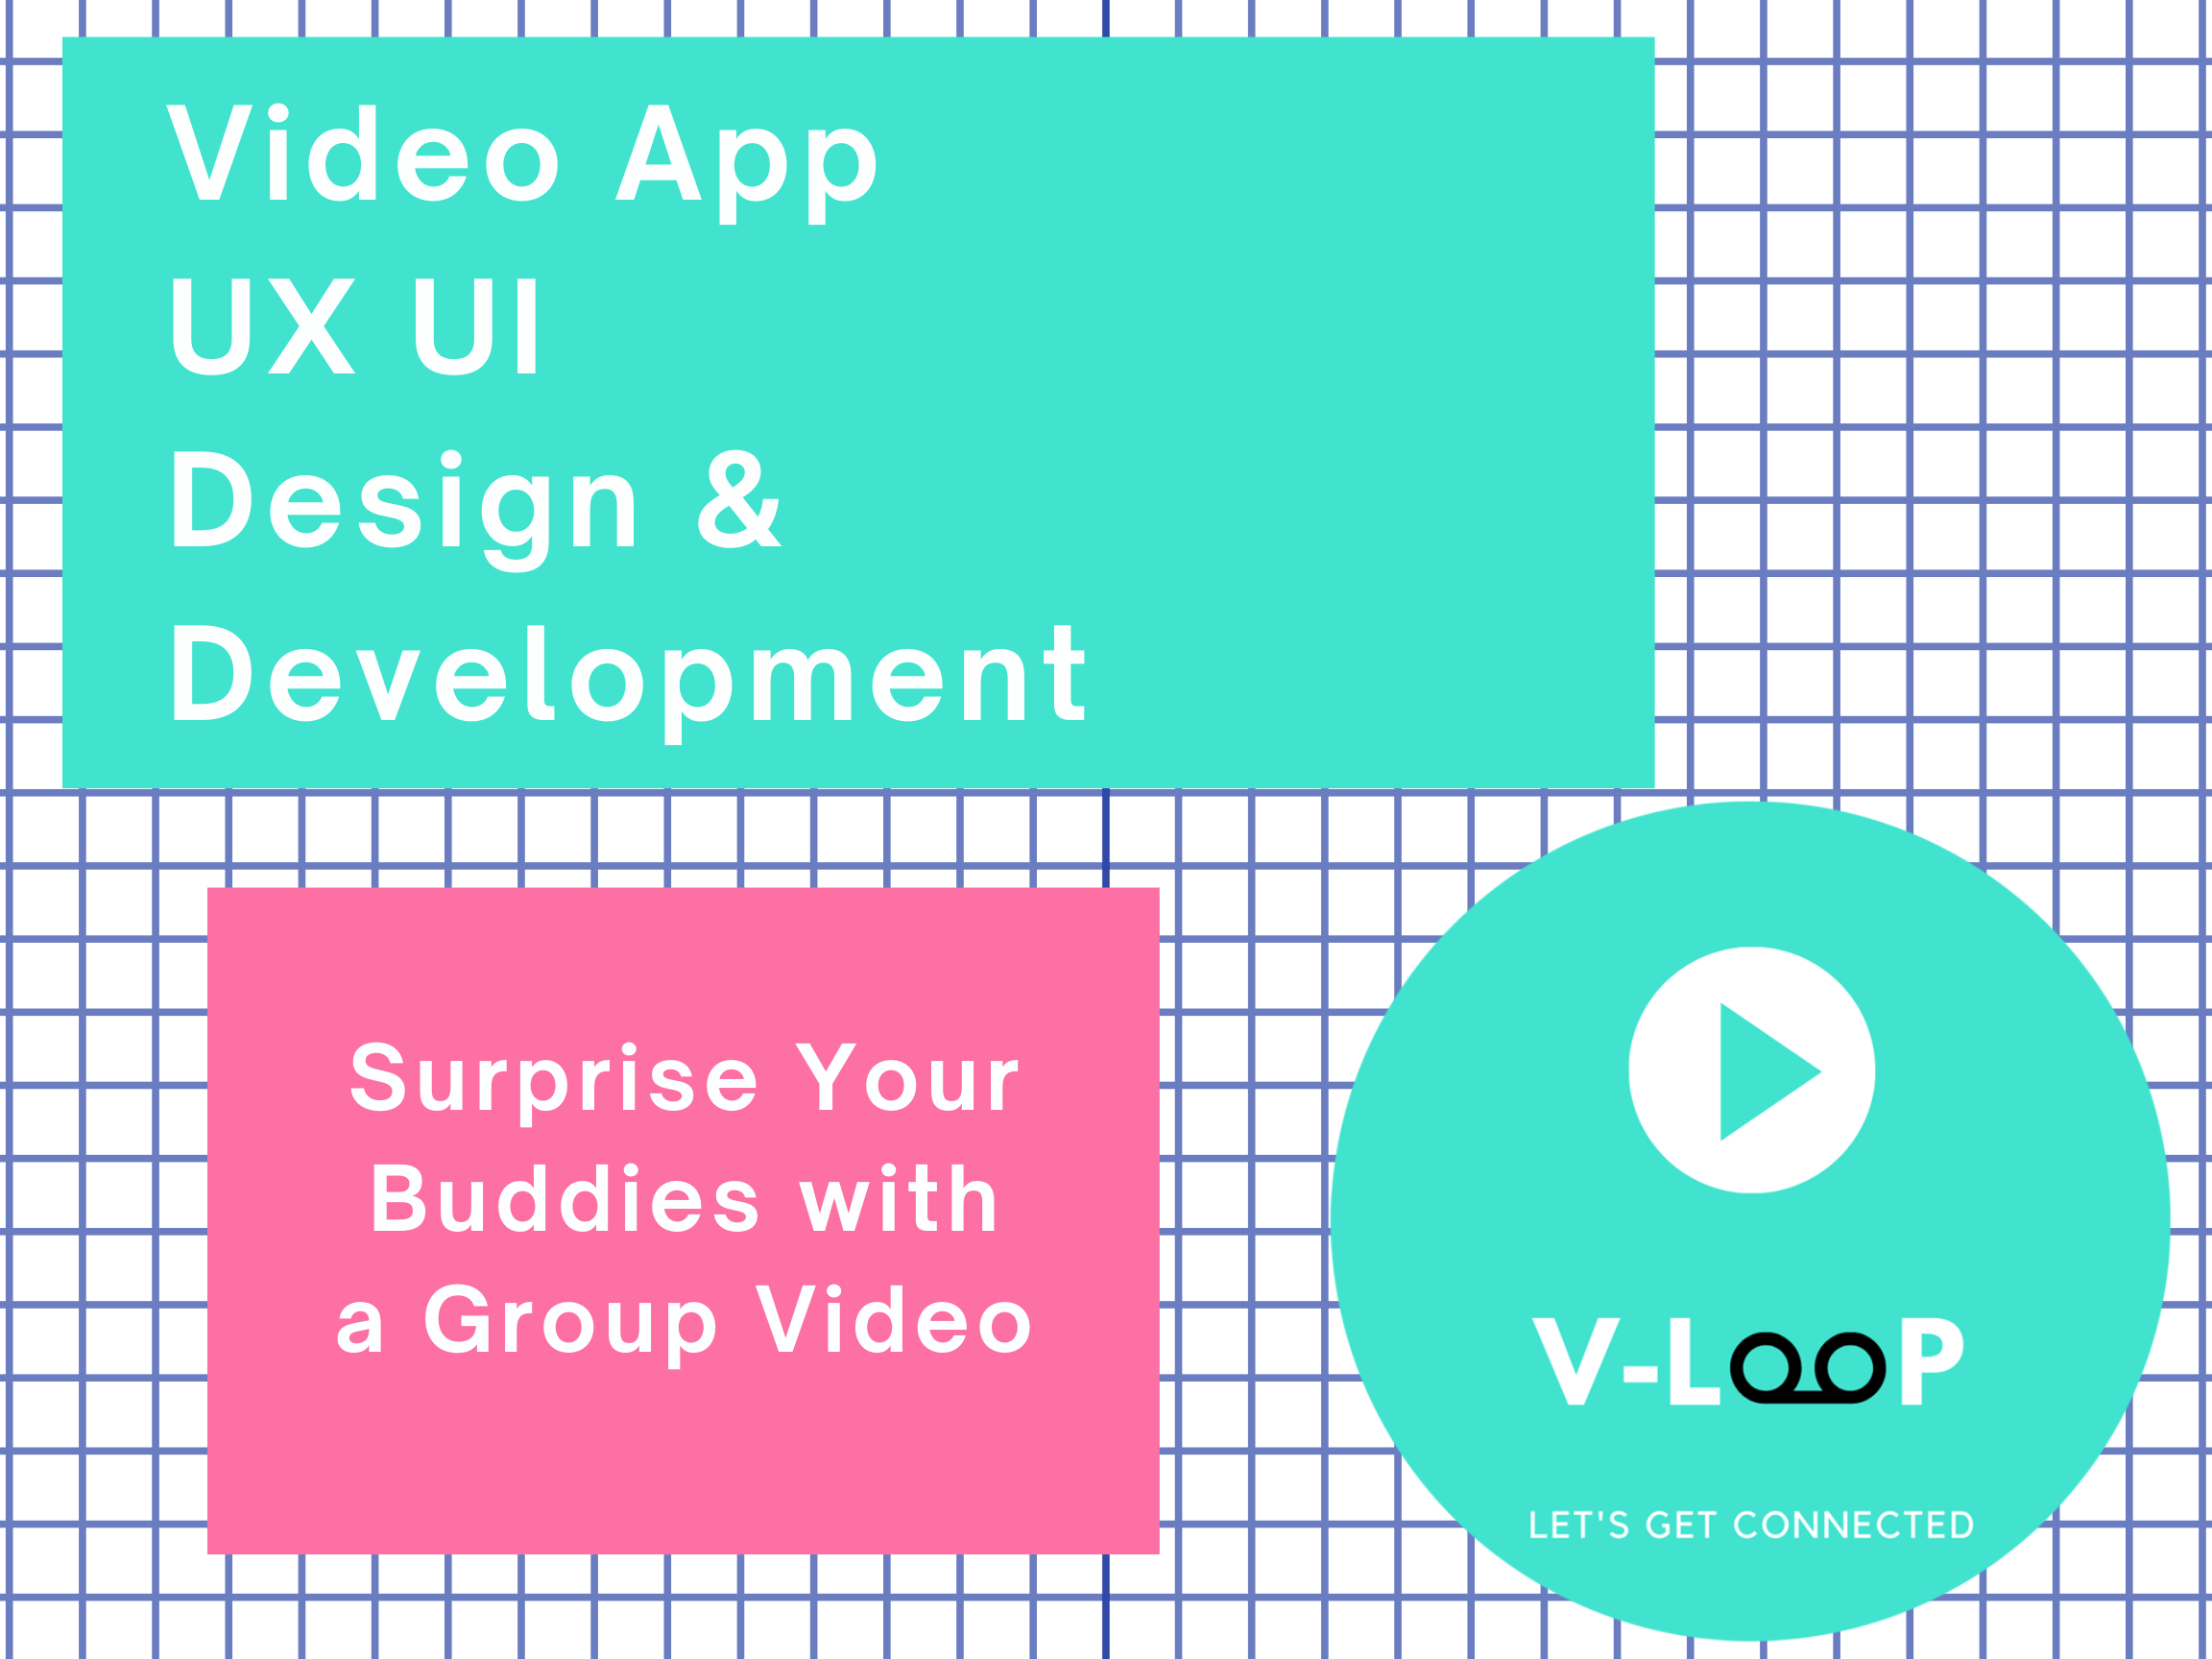 Video App
UX UI
Design &
Development
Surprise Your
Buddies with
a Group Video
V-LOOP
LET'S GET CONNECTED